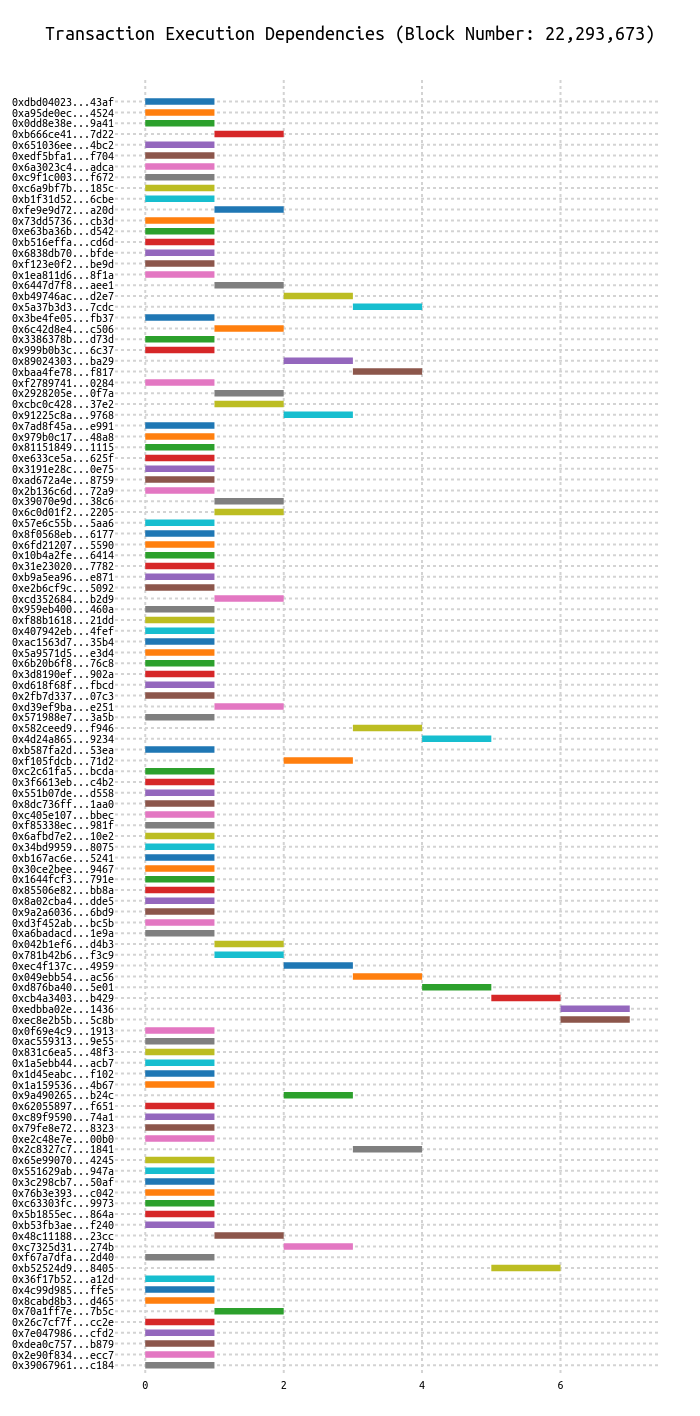 Transaction Execution Dependencies (Block Number: 22,293,673)
0xdbd04023...43af
0xa95de0ec...4524
0x0dd8e38e...9a41
0xb666ce41...7d22
0x651036ee...4bc2
0xedf5bfa1...f704
0x6a3023c4...adca
0xc9f1c003...f672
0xc6a9bf7b...185c
0xb1f31d52...6cbe
0xfe9e9d72...a20d
0x73dd5736...cb3d
0xe63ba36b...d542
0xb516effa...cd6d
0x6838db70...bfde
0xf123e0f2...be9d
0x1ea811d6...8f1a
0x6447d7f8...aee1
0xb49746ac...d2e7
0x5a37b3d3...7cdc
0x3be4fe05...fb37
0x6c42d8e4...c506
0x3386378b...d73d
0x999b0b3c...6c37
0x89024303...ba29
0xbaa4fe78...f817
0xf2789741...0284
0x2928205e...0f7a
0xcbc0c428...37e2
0x91225c8a...9768
0x7ad8f45a...e991
0x979b0c17...48a8
0x81151849...1115
0xe633ce5a...625f
0x3191e28c...0e75
0xad672a4e...8759
0x2b136c6d...72a9
0x39070e9d...38c6
0x6c0d01f2...2205
0x57e6c55b...5aa6
0x8f0568eb...6177
0x6fd21207...5590
0x10b4a2fe...6414
0x31e23020...7782
0xb9a5ea96...e871
0xe2b6cf9c...5092
0xcd352684...b2d9
0x959eb400...460a
0xf88b1618...21dd
0x407942eb...4fef
0xac1563d7...35b4
0x5a9571d5...e3d4
0x6b20b6f8...76c8
0x3d8190ef...902a
0xd618f68f...fbcd
0x2fb7d337...07c3
0xd39ef9ba...e251
0x571988e7...3a5b
0x582ceed9...f946
0x4d24a865...9234
0xb587fa2d...53ea
0xf105fdcb...71d2
0xc2c61fa5...bcda
0x3f6613eb...c4b2
0x551b07de...d558
0x8dc736ff...1aa0
0xc405e107...bbec
0xf85338ec...981f
0x6afbd7e2...10e2
0x34bd9959...8075
0xb167ac6e...5241
0x30ce2bee...9467
0x1644fcf3...791e
0x85506e82...bb8a
0x8a02cba4...dde5
0x9a2a6036...6bd9
0xd3f452ab...bc5b
0xa6badacd...1e9a
0x042b1ef6...d4b3
0x781b42b6...f3c9
0xec4f137c...4959
0x049ebb54...ac56
0xd876ba40...5e01
0xcb4a3403...b429
0xedbba02e...1436
0xec8e2b5b...5c8b
0x0f69e4c9...1913
0xac559313...9e55
0x831c6ea5...48f3
0x1a5ebb44...acb7
0x1d45eabc...f102
0x1a159536...4b67
0x9a490265...b24c
0x62055897...f651
0xc89f9590...74a1
0x79fe8e72...8323
0xe2c48e7e...00b0
0x2c8327c7...1841
0x65e99070...4245
0x551629ab...947a
0x3c298cb7...50af
0x76b3e393...c042
0xc63303fc...9973
0x5b1855ec...864a
0xb53fb3ae...f240
0x48c11188...23cc
0xc7325d31...274b
0xf67a7dfa...2d40
0xb52524d9...8405
0x36f17b52...a12d
0x4c99d985...ffe5
0x8cabd8b3...d465
0x70a1ff7e...7b5c
0x26c7cf7f...cc2e
0x7e047986...cfd2
0xdea0c757...b879
0x2e90f834...ecc7
0x39067961...c184
0 2 4 6